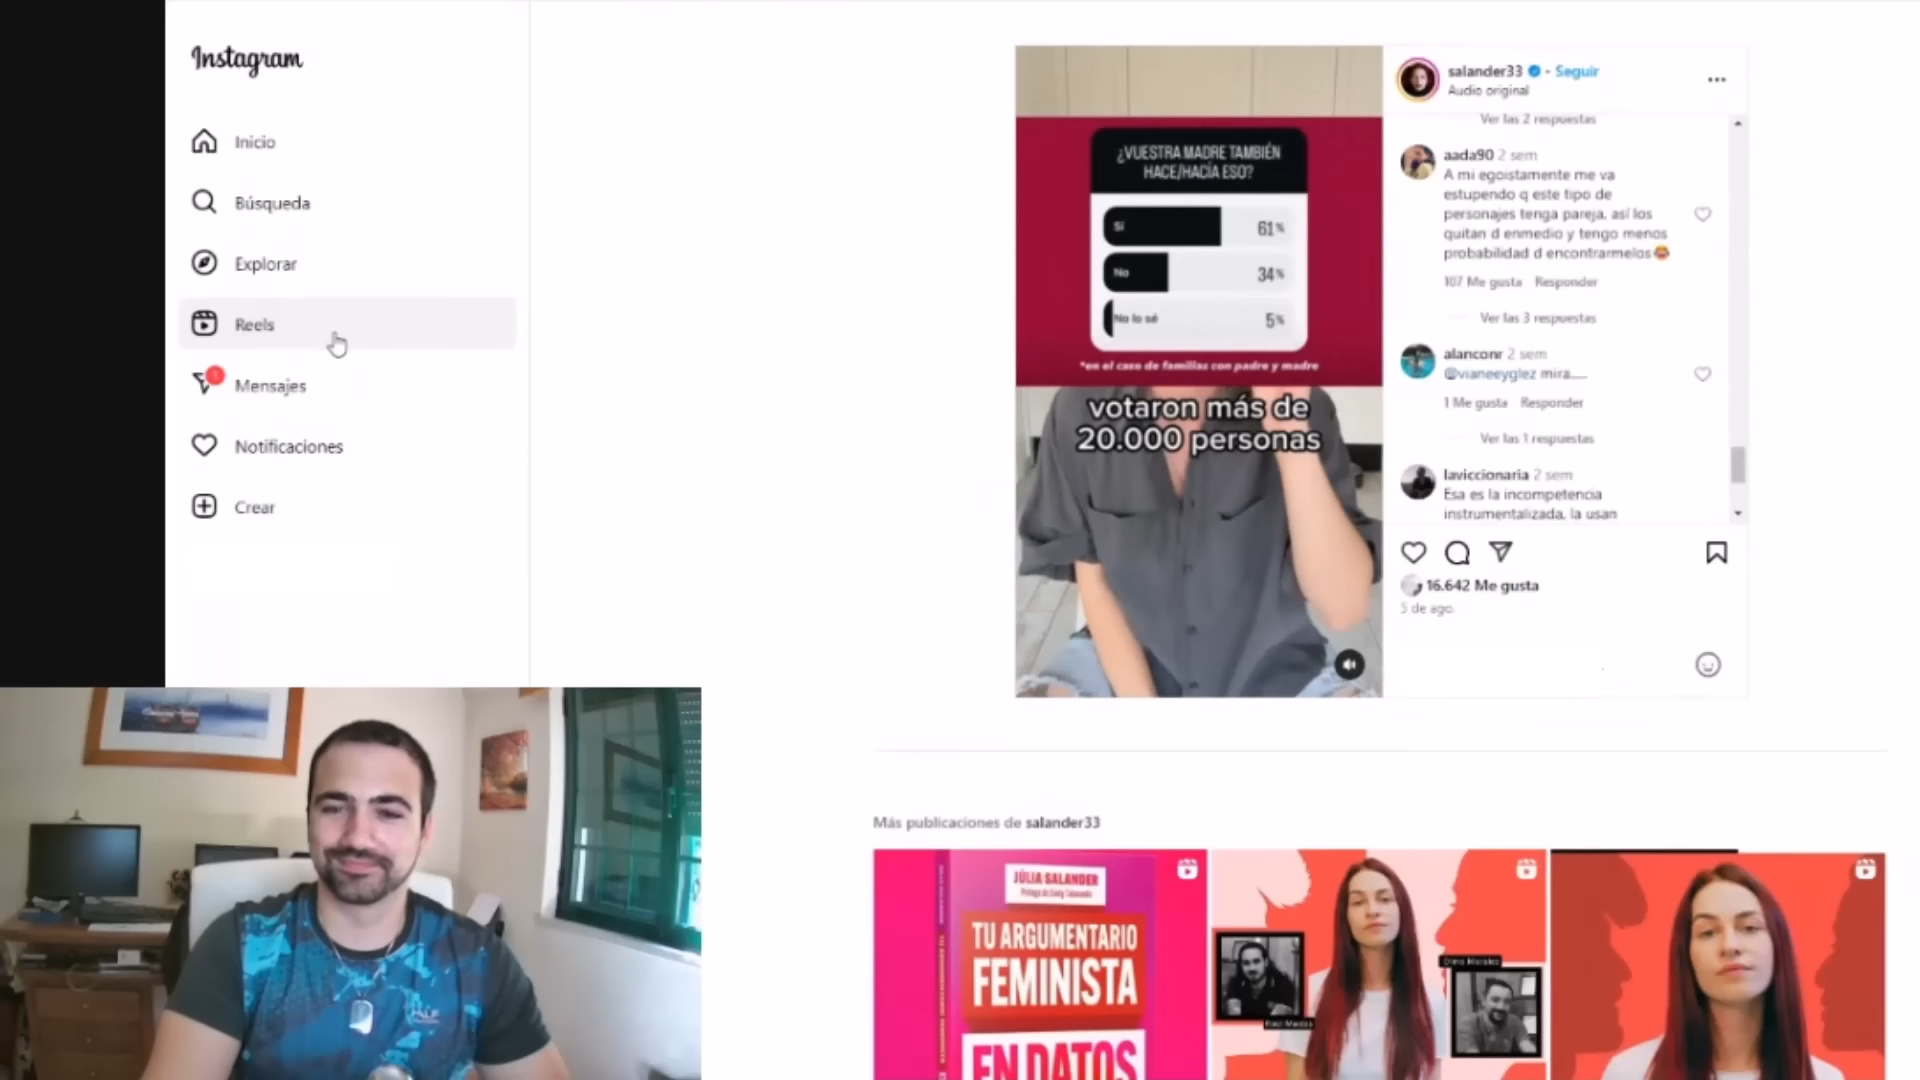 Instagram
Inicio
Búsqueda
Explorar
Reels
1
Mensajes
Notificaciones
Crear
¿VUESTRA MADRE TAMBIÉN
HACE/HACÍA ESO?
Sí 61%
No 34%
No lo sé 5%
*en el caso de familias con padre y madre
votaron más de
20.000 personas
salander33 • Seguir
Audio original
Ver las 2 respuestas
aada90 2 sem
A mi egoistamente me va
estupendo q este tipo de
personajes tenga pareja, así los
quitan d enmedio y tengo menos
probabilidad d encontrarmelos
107 Me gusta Responder
Ver las 3 respuestas
alanconr 2 sem
@vianeeyglez mira.....
1 Me gusta Responder
Ver las 1 respuestas
laviccionaria 2 sem
Esa es la incompetencia
instrumentalizada, la usan
16.642 Me gusta
5 de ago.
Más publicaciones de salander33
JÚLIA SALANDER
TU ARGUMENTARIO
FEMINISTA
EN DATOS